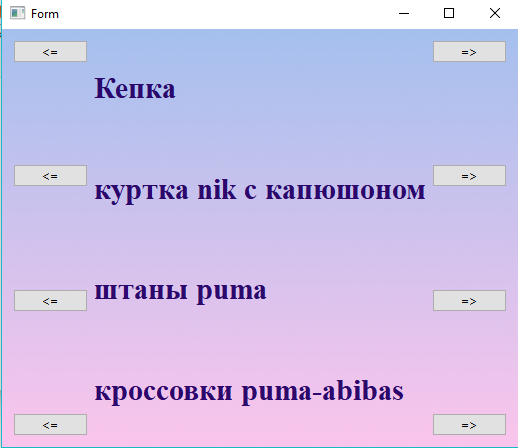 Form
<= =>
Кепка
<= =>
куртка nik с капюшоном
<= =>
штаны puma
кроссовки puma-abibas
<= =>